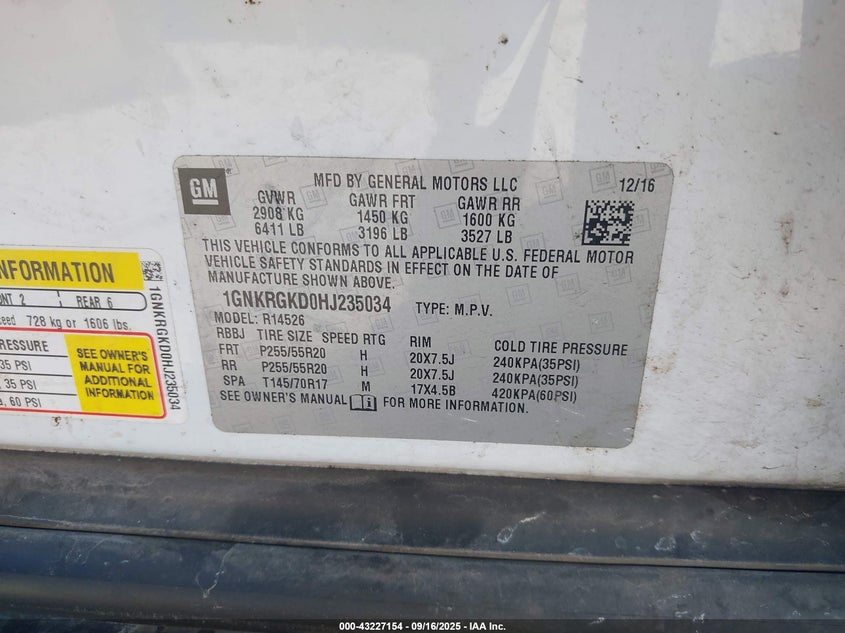 GM
MFD BY GENERAL MOTORS LLC 12/16
GVWR GAWR FRT GAWR RR
2908 KG 1450 KG 1600 KG
6411 LB 3196 LB 3527 LB
THIS VEHICLE CONFORMS TO ALL APPLICABLE U.S. FEDERAL MOTOR
VEHICLE SAFETY STANDARDS IN EFFECT ON THE DATE OF
MANUFACTURE SHOWN ABOVE.
1GNKRGKD0HJ235034 TYPE: M.P.V.
MODEL: R14526
RBBJ TIRE SIZE SPEED RTG RIM COLD TIRE PRESSURE
FRT P255/55R20 H 20X7.5J 240KPA(35PSI)
RR P255/55R20 H 20X7.5J 240KPA(35PSI)
SPA T145/70R17 M 17X4.5B 420KPA(60PSI)
SEE OWNER'S MANUAL FOR MORE INFORMATION.
NFORMATION
NT 2 REAR 6
ceed 728 kg or 1606 lbs.
PRESSURE
35 PSI
, 35 PSI
a, 60 PSI
SEE OWNER'S
MANUAL FOR
ADDITIONAL
INFORMATION
1GNKRGKD0HJ235034
000-43227154 - 09/16/2025 - IAA Inc.